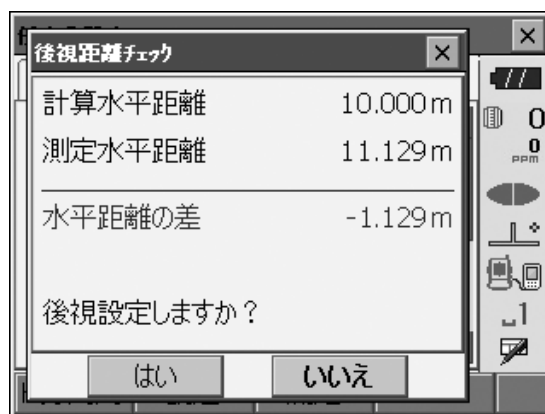 後視距離チェック
計算水平距離 10.000m
測定水平距離 11.129m
水平距離の差 -1.129m
後視設定しますか？
はい いいえ
0
0
PPM
1